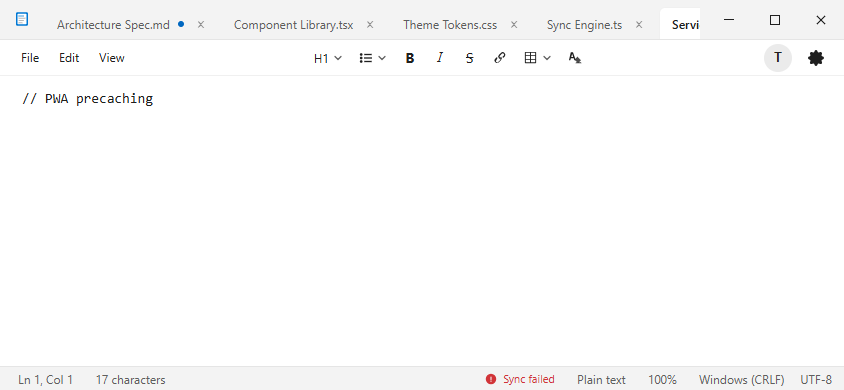 Architecture Spec.md Component Library.tsx Theme Tokens.css Sync Engine.ts Servi
File Edit View H1 B I S T
// PWA precaching
Ln 1, Col 1 17 characters Sync failed Plain text 100% Windows (CRLF) UTF-8